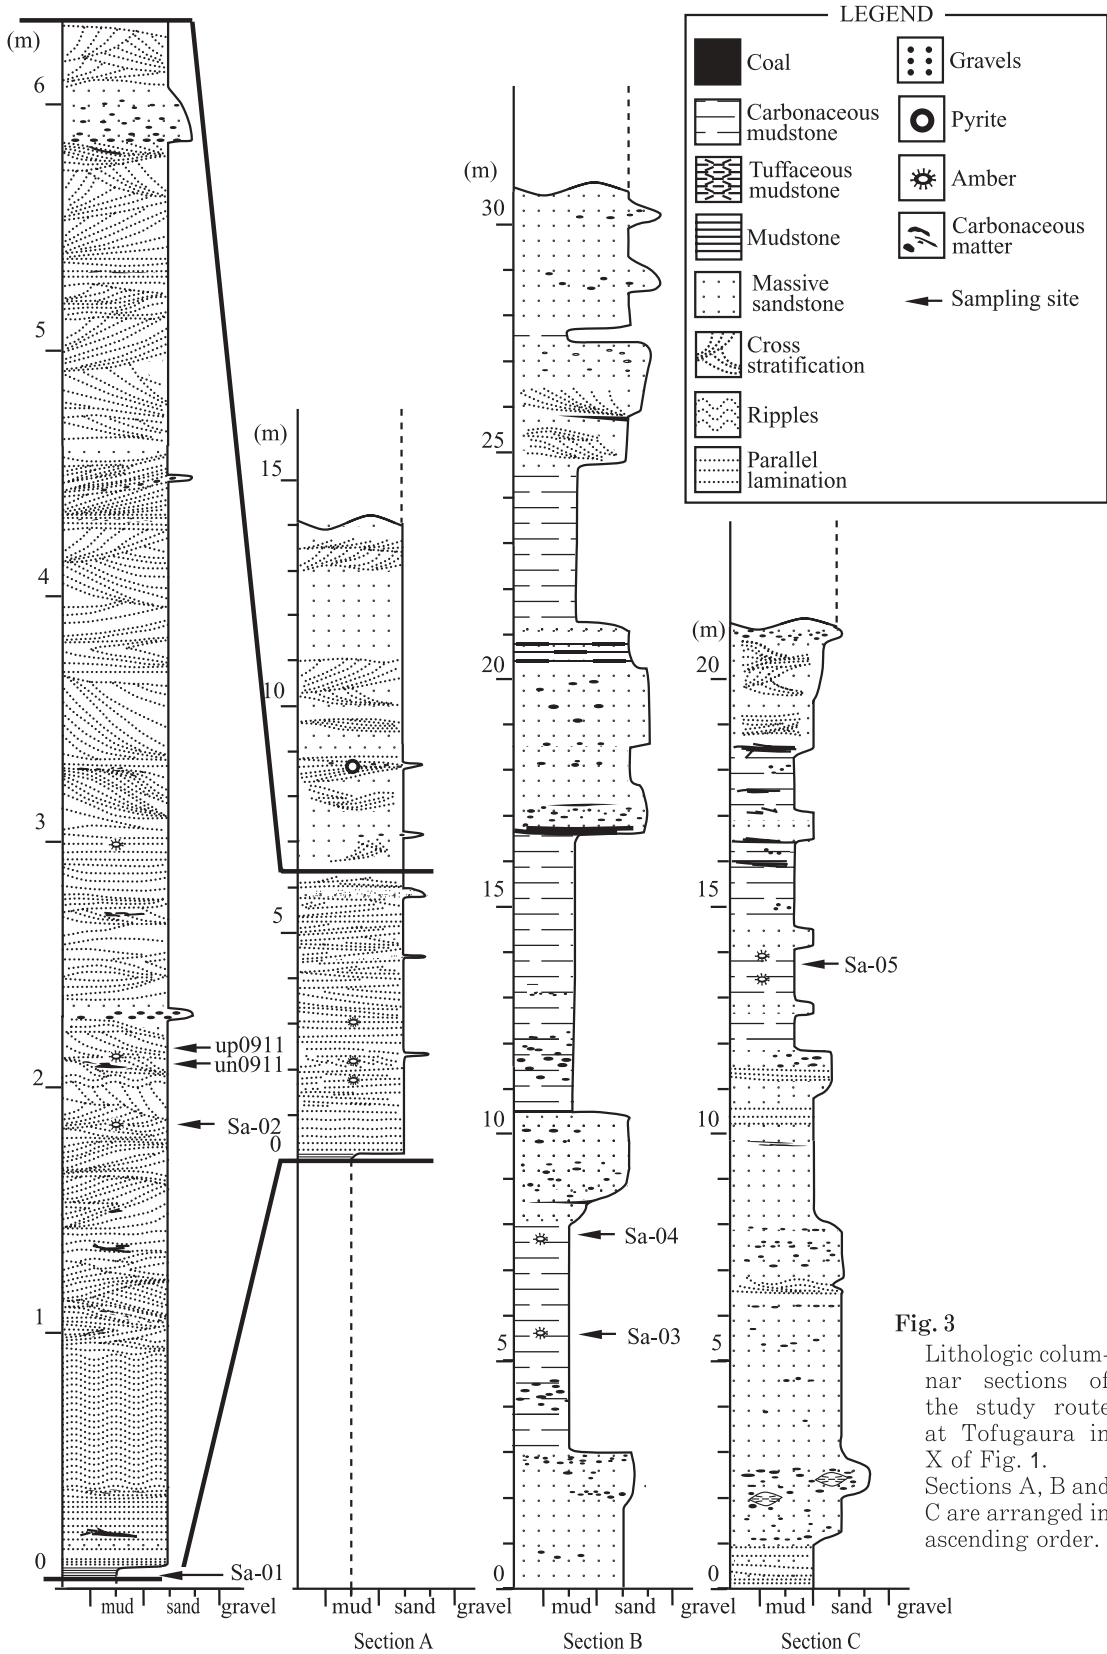 LEGEND
Coal
Carbonaceous
mudstone
Tuffaceous
mudstone
Mudstone
Massive
sandstone
Cross
stratification
Ripples
Parallel
lamination
Gravels
Pyrite
Amber
Carbonaceous
matter
Sampling site
(m)
6
5
4
3
2
1
0
up0911
un0911
Sa-02
Sa-01
mud sand gravel
(m)
15
10
5
0
mud sand gravel
Section A
(m)
30
25
20
15
10
5
0
Sa-04
Sa-03
mud sand gravel
Section B
(m)
20
15
10
5
0
Sa-05
mud sand gravel
Section C
Fig. 3
Lithologic colum-
nar sections of
the study route
at Tofugaura in
X of Fig. 1.
Sections A, B and
C are arranged in
ascending order.